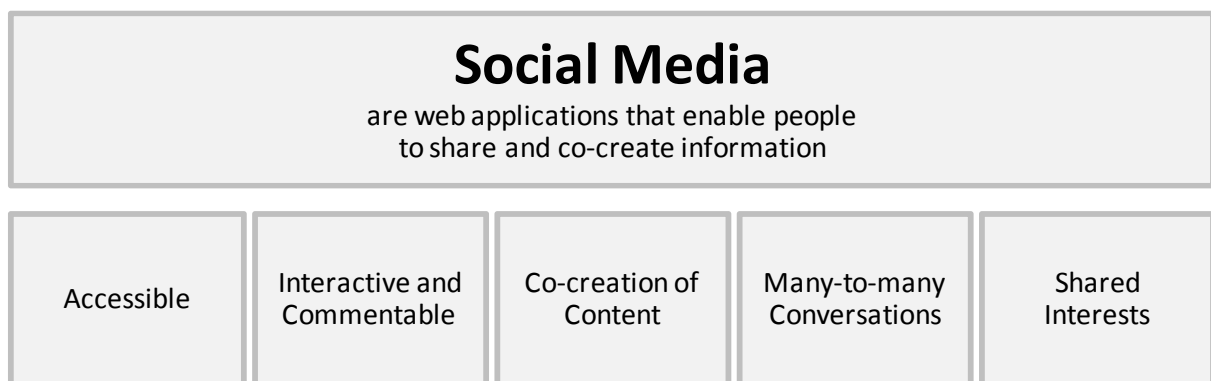 Social Media
are web applications that enable people
to share and co-create information
Accessible
Interactive and
Commentable
Co-creation of
Content
Many-to-many
Conversations
Shared
Interests